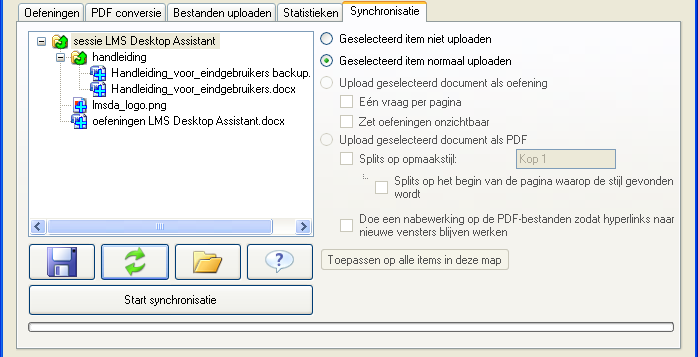 Oefeningen PDF conversie Bestanden uploaden Statistieken Synchronisatie
sessie LMS Desktop Assistant
handleiding
Handleiding_voor_eindgebruikers backup.
Handleiding_voor_eindgebruikers.docx
lmsda_logo.png
oefeningen LMS Desktop Assistant.docx
Start synchronisatie
Geselecteerd item niet uploaden
Geselecteerd item normaal uploaden
Upload geselecteerd document als oefening
Eén vraag per pagina
Zet oefeningen onzichtbaar
Upload geselecteerd document als PDF
Splits op opmaakstijl: Kop 1
Splits op het begin van de pagina waarop de stijl gevonden
wordt
Doe een nabewerking op de PDF-bestanden zodat hyperlinks naar
nieuwe vensters blijven werken
Toepassen op alle items in deze map